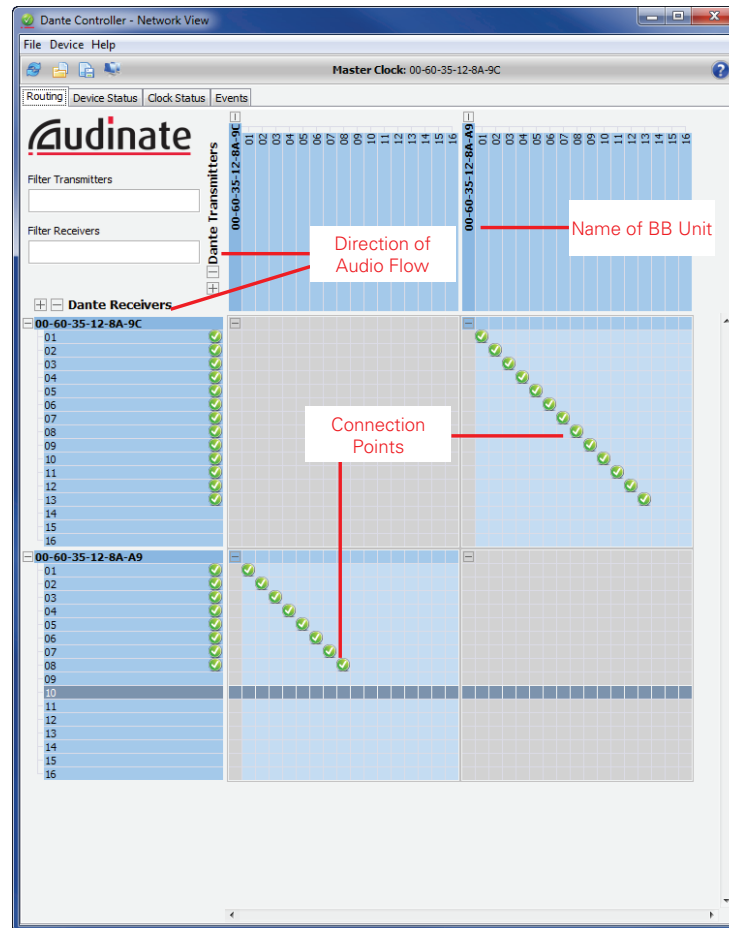 Dante Controller - Network View
File Device Help
Master Clock: 00-60-35-12-8A-9C
?
Routing Device Status Clock Status Events
Audinate
Filter Transmitters
Filter Receivers
Dante Transmitters
00-60-35-12-8A-9C
01 02 03 04 05 06 07 08 09 10 11 12 13 14 15 16
00-60-35-12-8A-A9
01 02 03 04 05 06 07 08 09 10 11 12 13 14 15 16
Direction of
Audio Flow
Name of BB Unit
Dante Receivers
00-60-35-12-8A-9C
01
02
03
04
05
06
07
08
09
10
11
12
13
14
15
16
Connection
Points
00-60-35-12-8A-A9
01
02
03
04
05
06
07
08
09
10
11
12
13
14
15
16